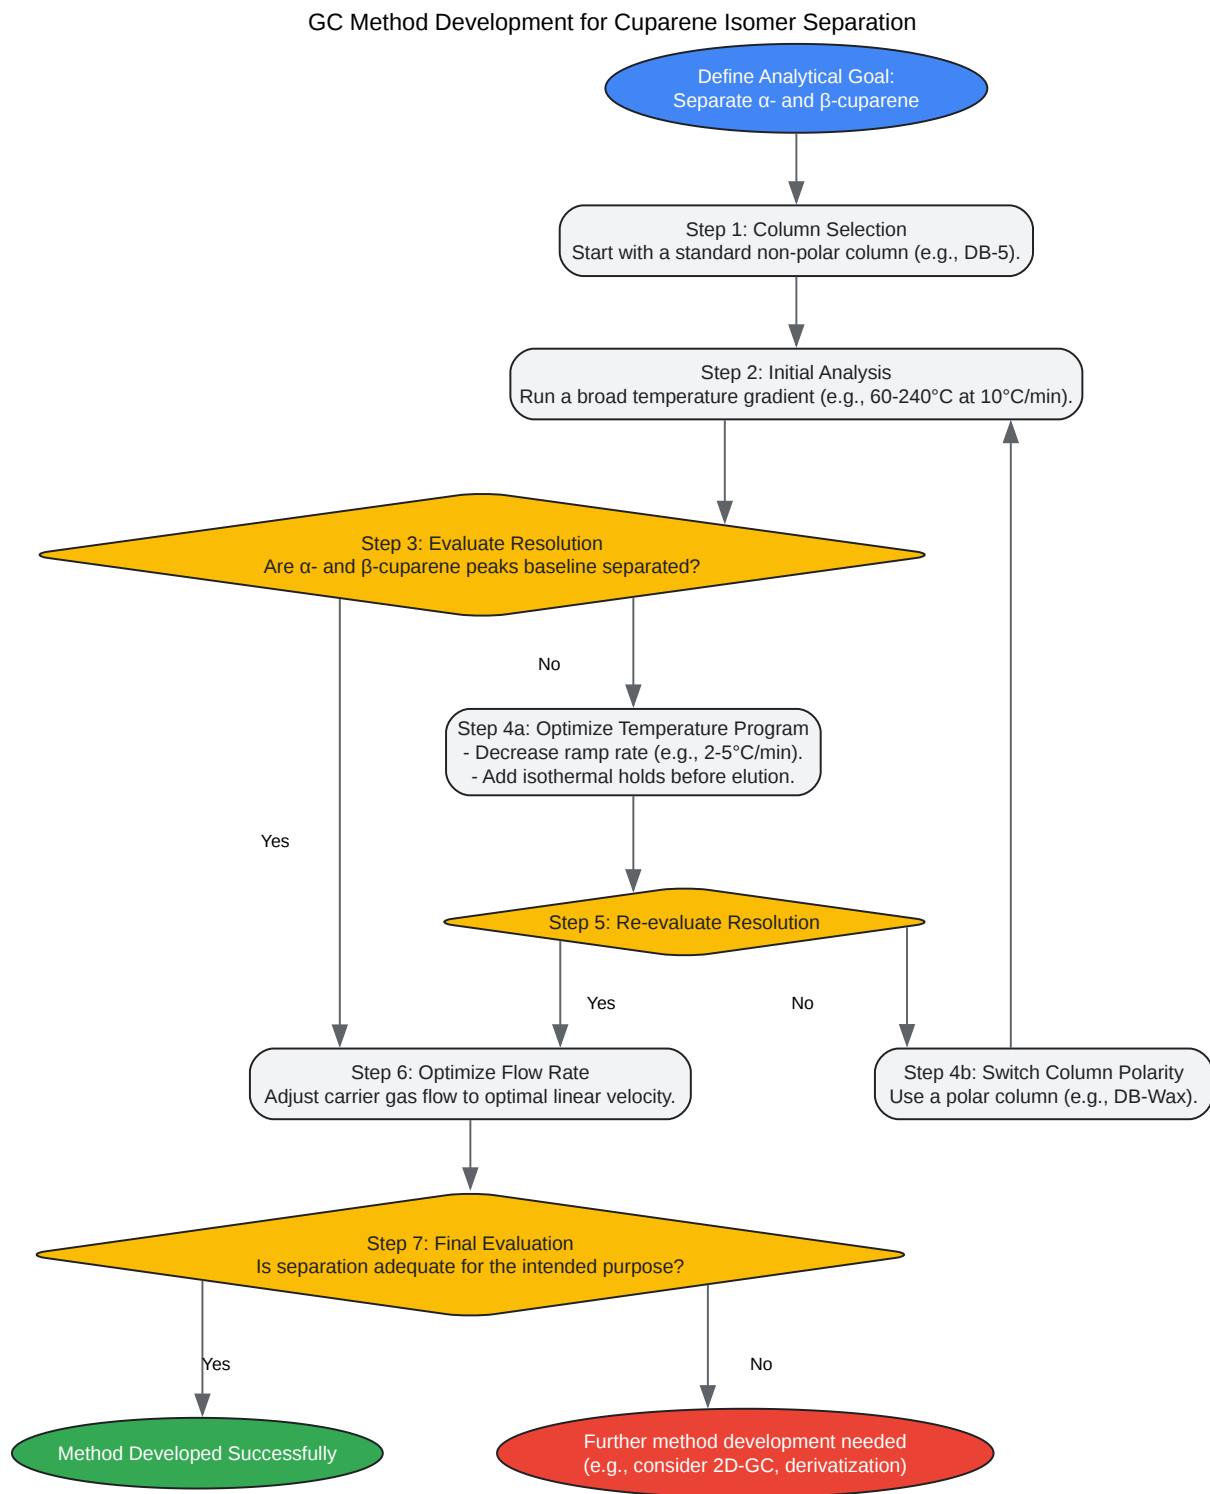 GC Method Development for Cuparene Isomer Separation
Define Analytical Goal:
Separate α- and β-cuparene
Step 1: Column Selection
Start with a standard non-polar column (e.g., DB-5).
Step 2: Initial Analysis
Run a broad temperature gradient (e.g., 60-240°C at 10°C/min).
Step 3: Evaluate Resolution
Are α- and β-cuparene peaks baseline separated?
No
Step 4a: Optimize Temperature Program
- Decrease ramp rate (e.g., 2-5°C/min).
- Add isothermal holds before elution.
Yes
Step 5: Re-evaluate Resolution
Yes
No
Step 6: Optimize Flow Rate
Adjust carrier gas flow to optimal linear velocity.
Step 4b: Switch Column Polarity
Use a polar column (e.g., DB-Wax).
Step 7: Final Evaluation
Is separation adequate for the intended purpose?
Yes
No
Method Developed Successfully
Further method development needed
(e.g., consider 2D-GC, derivatization)